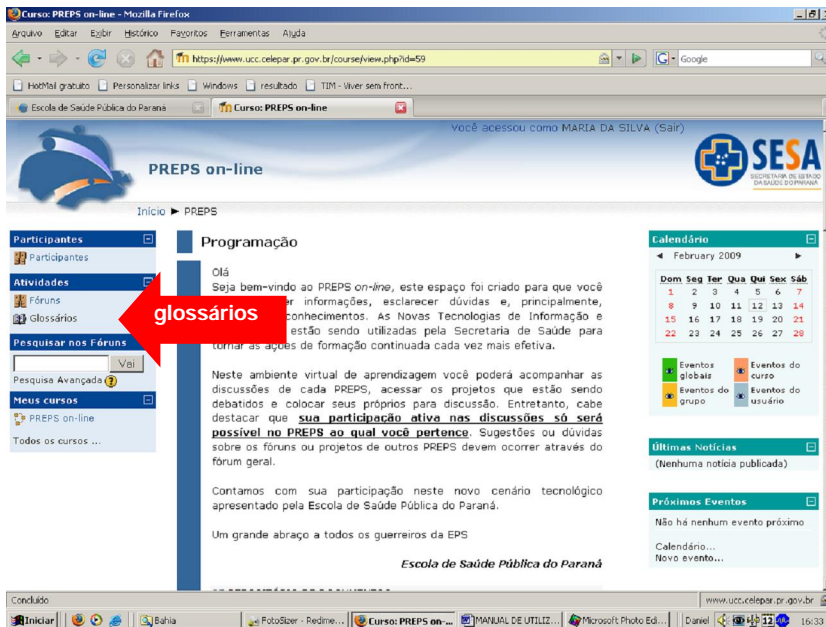 Curso: PREPS on-line - Mozilla Firefox
Arquivo Editar Exibir Histórico Favoritos Ferramentas Ajuda
https://www.ucc.celepar.pr.gov.br/course/view.php?id=59
Google
HotMail gratuito Personalizar links Windows resultado TIM - Viver sem front...
Escola de Saúde Pública do Paraná Curso: PREPS on-line
Você acessou como MARIA DA SILVA (Sair)
PREPS on-line
SESA
SECRETARIA DE ESTADO
DA SAÚDE DO PARANÁ
Início ► PREPS
Participantes
Participantes
Atividades
Fóruns
Glossários
glossários
Pesquisar nos Fóruns
Vai
Pesquisa Avançada
Meus cursos
PREPS on-line
Todos os cursos ...
Programação
Olá
Seja bem-vindo ao PREPS on-line, este espaço foi criado para que você
informações, esclarecer dúvidas e, principalmente,
conhecimentos. As Novas Tecnologias de Informação e
estão sendo utilizadas pela Secretaria de Saúde para
tornar as ações de formação continuada cada vez mais efetiva.
Neste ambiente virtual de aprendizagem você poderá acompanhar as
discussões de cada PREPS, acessar os projetos que estão sendo
debatidos e colocar seus próprios para discussão. Entretanto, cabe
destacar que sua participação ativa nas discussões só será
possível no PREPS ao qual você pertence. Sugestões ou dúvidas
sobre os fóruns ou projetos de outros PREPS devem ocorrer através do
fórum geral.
Contamos com sua participação neste novo cenário tecnológico
apresentado pela Escola de Saúde Pública do Paraná.
Um grande abraço a todos os guerreiros da EPS
Escola de Saúde Pública do Paraná
Calendário
◄ February 2009 ►
Dom Seg Ter Qua Qui Sex Sáb
1 2 3 4 5 6 7
8 9 10 11 12 13 14
15 16 17 18 19 20 21
22 23 24 25 26 27 28
Eventos globais
Eventos do curso
Eventos do grupo
Eventos do usuário
Últimas Notícias
(Nenhuma notícia publicada)
Próximos Eventos
Não há nenhum evento próximo
Calendário...
Novo evento...
Concluído
www.ucc.celepar.pr.gov.br
Iniciar Bahia FotoSizer - Redime... Curso: PREPS on-... MANUAL DE UTILIZ... Microsoft Photo Edi... Daniel 12 16:33